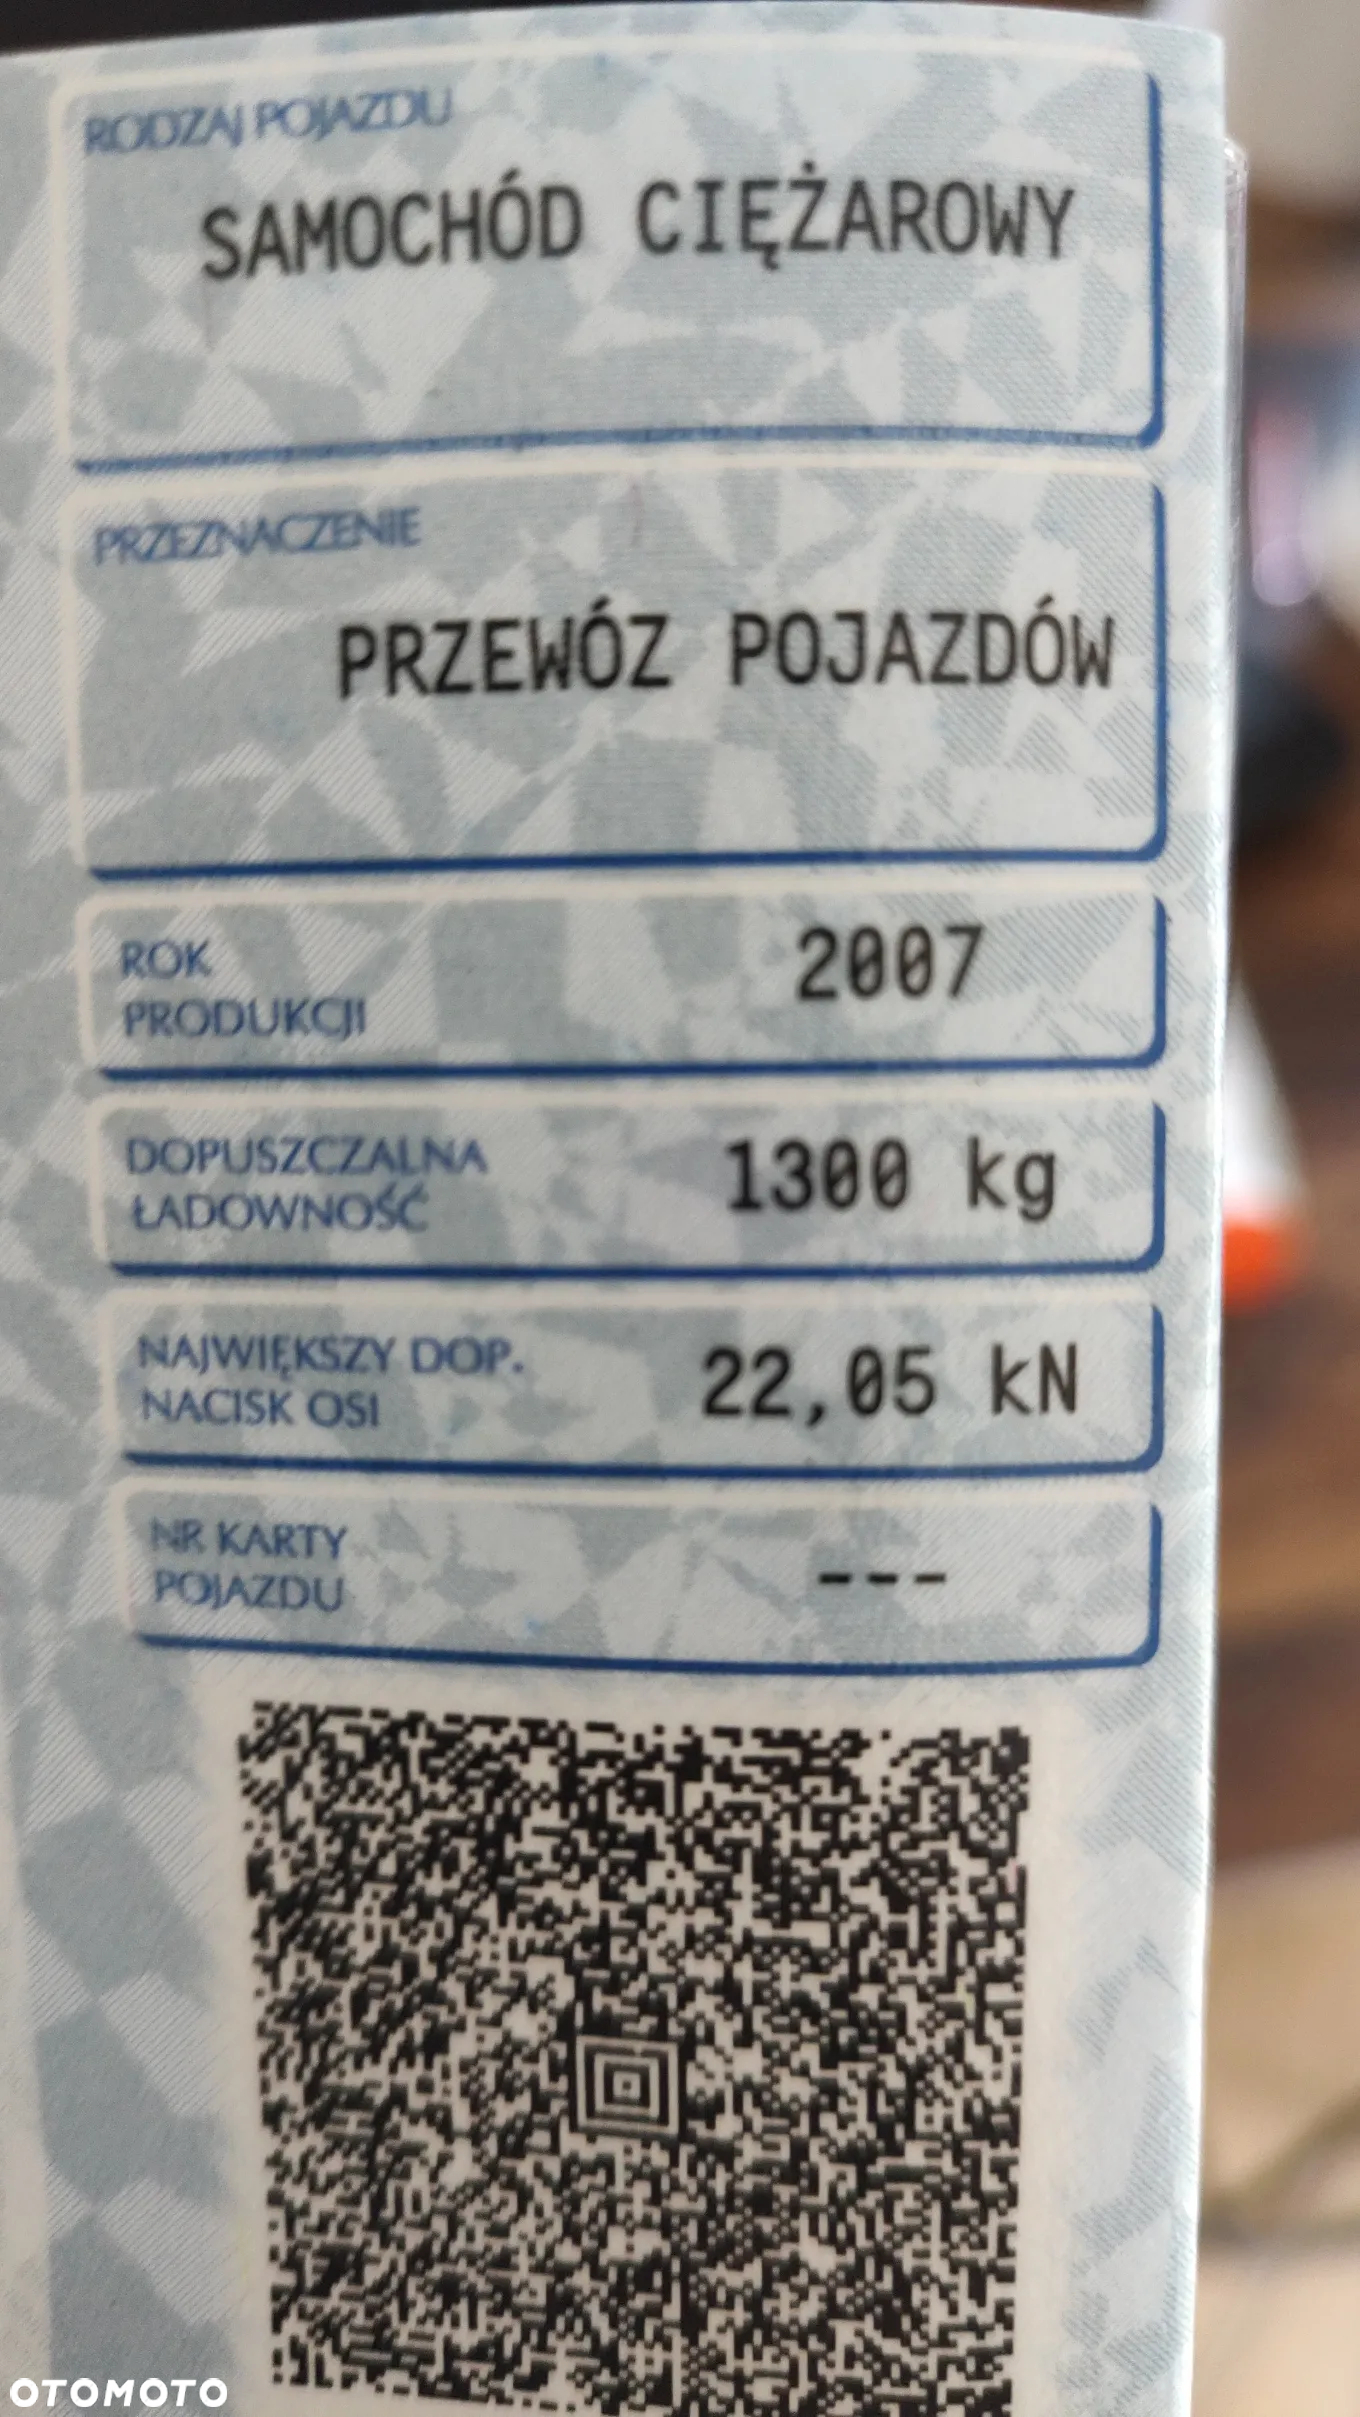 RODZAJ POJAZDU
SAMOCHÓD CIĘŻAROWY
PRZEZNACZENIE
PRZEWÓZ POJAZDÓW
ROK
PRODUKCJI
2007
DOPUSZCZALNA
ŁADOWNOŚĆ
1300 kg
NAJWIĘKSZY DOP.
NACISK OSI
22,05 kN
NR KARTY
POJAZDU
---
OTOMOTO